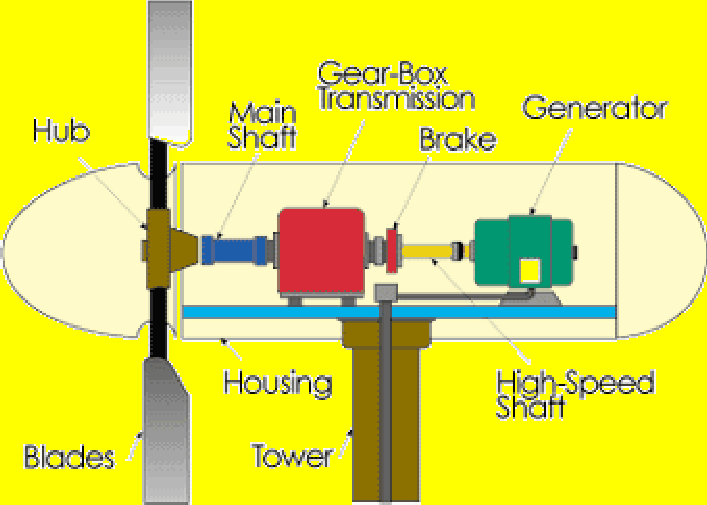 Gear-Box
Transmission
Main
Shaft
Generator
Hub
Brake
Housing
High-Speed
Shaft
Blades
Tower